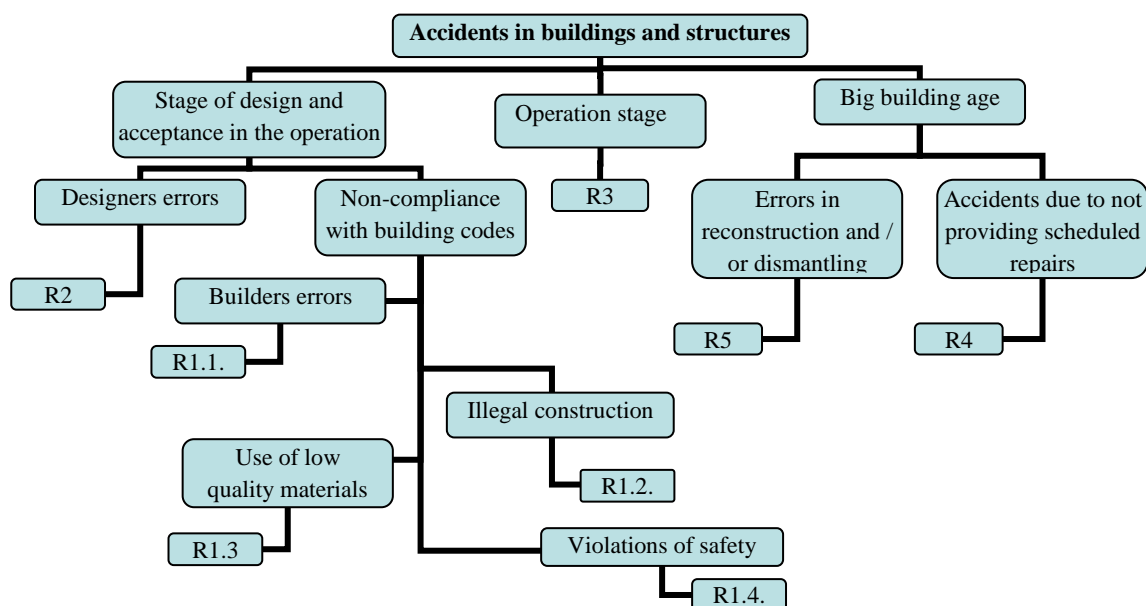 Accidents in buildings and structures
Stage of design and
acceptance in the operation
Operation stage
Big building age
Designers errors
Non-compliance
with building codes
R3
Errors in
reconstruction and /
or dismantling
Accidents due to not
providing scheduled
repairs
R2
Builders errors
R5
R4
R1.1.
Illegal construction
Use of low
quality materials
R1.2.
R1.3
Violations of safety
R1.4.